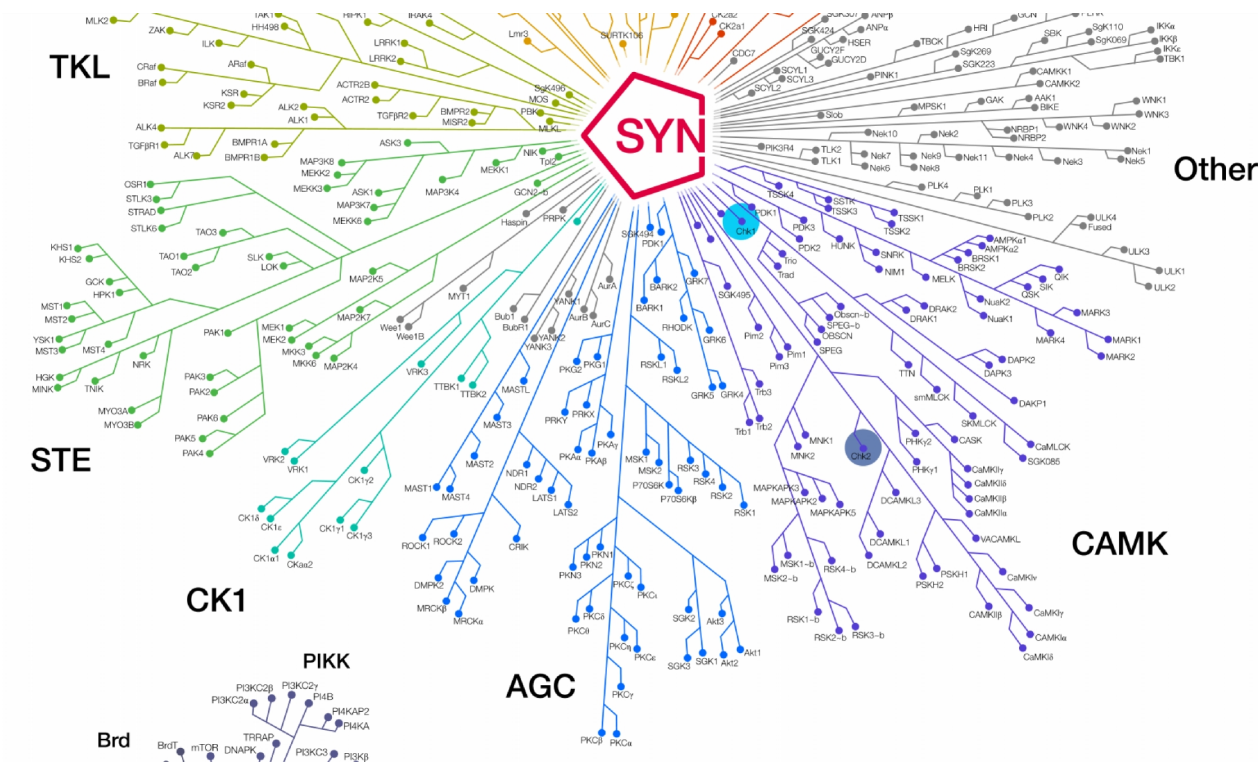 MLK2
TAK1
HH498
HIPK1
IRAK4
Lmr3
SURTK106
CK2a2
CK2a1
CDC7
SGK307
SGK424
ANPβ
ANPα
HSER
GUCY2F
GUCY2D
GCN
HRI
TBCK
SBK
SgK110
SgK069
IKKα
IKKβ
IKKε
TBK1
ZAK
ILK
LRRK1
LRRK2
TKL
CRaf
BRaf
ARaf
KSR
KSR2
ACTR2B
ACTR2
TGFβR2
BMPR2
MISR2
SgK496
MOS
PBK
MLKL
SCYL1
SCYL3
SCYL2
PINK1
SgK269
SGK223
CAMKK1
CAMKK2
Slob
MPSK1
GAK
AAK1
BIKE
WNK1
WNK3
WNK4
WNK2
SYN
ALK4
TGFβR1
ALK7
ALK2
ALK1
BMPR1A
BMPR1B
MAP3K8
MEKK2
MEKK3
ASK3
ASK1
MAP3K7
MEKK6
MAP3K4
MEKK1
NIK
Tpl2
GCN2~b
PIK3R4
TLK2
TLK1
Nek10
Nek7
Nek6
Nek2
Nek9
Nek8
Nek11
NRBP1
NRBP2
Nek4
Nek3
Nek1
Nek5
Other
OSR1
STLK3
STRAD
STLK6
TAO3
TAO1
TAO2
SLK
LOK
Haspin
PRPK
SGK494
PDK1
Chk1
PDK1
TSSK4
SSTK
TSSK3
TSSK1
TSSK2
PLK4
PLK1
PLK3
PLK2
ULK4
Fused
ULK3
ULK1
ULK2
KHS1
KHS2
GCK
HPK1
MST1
MST2
YSK1
MST3
MST4
HGK
MINK
TNIK
NRK
MYO3A
MYO3B
PAK1
PAK3
PAK2
PAK6
PAK5
PAK4
MAP2K5
MAP2K7
MEK1
MEK2
MKK3
MKK6
MAP2K4
STE
MYT1
Wee1
Wee1B
Bub1
BubR1
YANK1
YANK2
YANK3
AurA
AurB
AurC
VRK3
VRK2
VRK1
TTBK1
TTBK2
CK1γ2
CK1γ1
CK1γ3
CK1δ
CK1ε
CK1α1
CKaα2
CK1
BARK2
BARK1
GRK7
RHODK
GRK6
GRK5
GRK4
RSKL1
RSKL2
PKG2
PKG1
PRKY
PRKX
PKAγ
PKAα
PKAβ
MASTL
MAST3
MAST2
MAST1
MAST4
NDR1
NDR2
LATS1
LATS2
MSK1
MSK2
P70S6K
P70S6Kβ
RSK3
RSK4
RSK2
RSK1
ROCK1
ROCK2
CRIK
DMPK2
DMPK
MRCKβ
MRCKα
PKN1
PKN2
PKN3
PKCζ
PKCι
PKCδ
PKCθ
PKCη
PKCε
PKCγ
PKCβ
PKCα
SGK2
SGK3
SGK1
Akt3
Akt2
Akt1
AGC
PDK3
PDK2
Trio
Trad
HUNK
SNRK
NIM1
MELK
AMPKα1
AMPKα2
BRSK1
BRSK2
NuaK2
NuaK1
QIK
SIK
QSK
MARK3
MARK4
MARK1
MARK2
SGK495
Pim2
Pim1
Pim3
Trb3
Trb1
Trb2
Obscn~b
SPEG~b
OBSCN
SPEG
DRAK2
DRAK1
DAPK2
DAPK3
DAKP1
TTN
smMLCK
SKMLCK
CaMLCK
SGK085
MNK1
MNK2
Chk2
PHKγ2
PHKγ1
CASK
CaMKIIγ
CaMKIIδ
CaMKIIβ
CaMKIIα
MAPKAPK3
MAPKAPK2
MAPKAPK5
DCAMKL3
DCAMKL1
DCAMKL2
VACAMKL
PSKH1
PSKH2
MSK1~b
MSK2~b
RSK4~b
RSK1~b
RSK2~b
RSK3~b
CaMKIv
CAMKIIβ
CaMKIγ
CAMKIα
CaMKIδ
CAMK
PIKK
PI3KC2α
PI3KC2β
PI3KC2γ
PI4B
PI4KAP2
PI4KA
Brd
BrdT
mTOR
TRRAP
DNAPK
PI3KC3
PI3Kβ